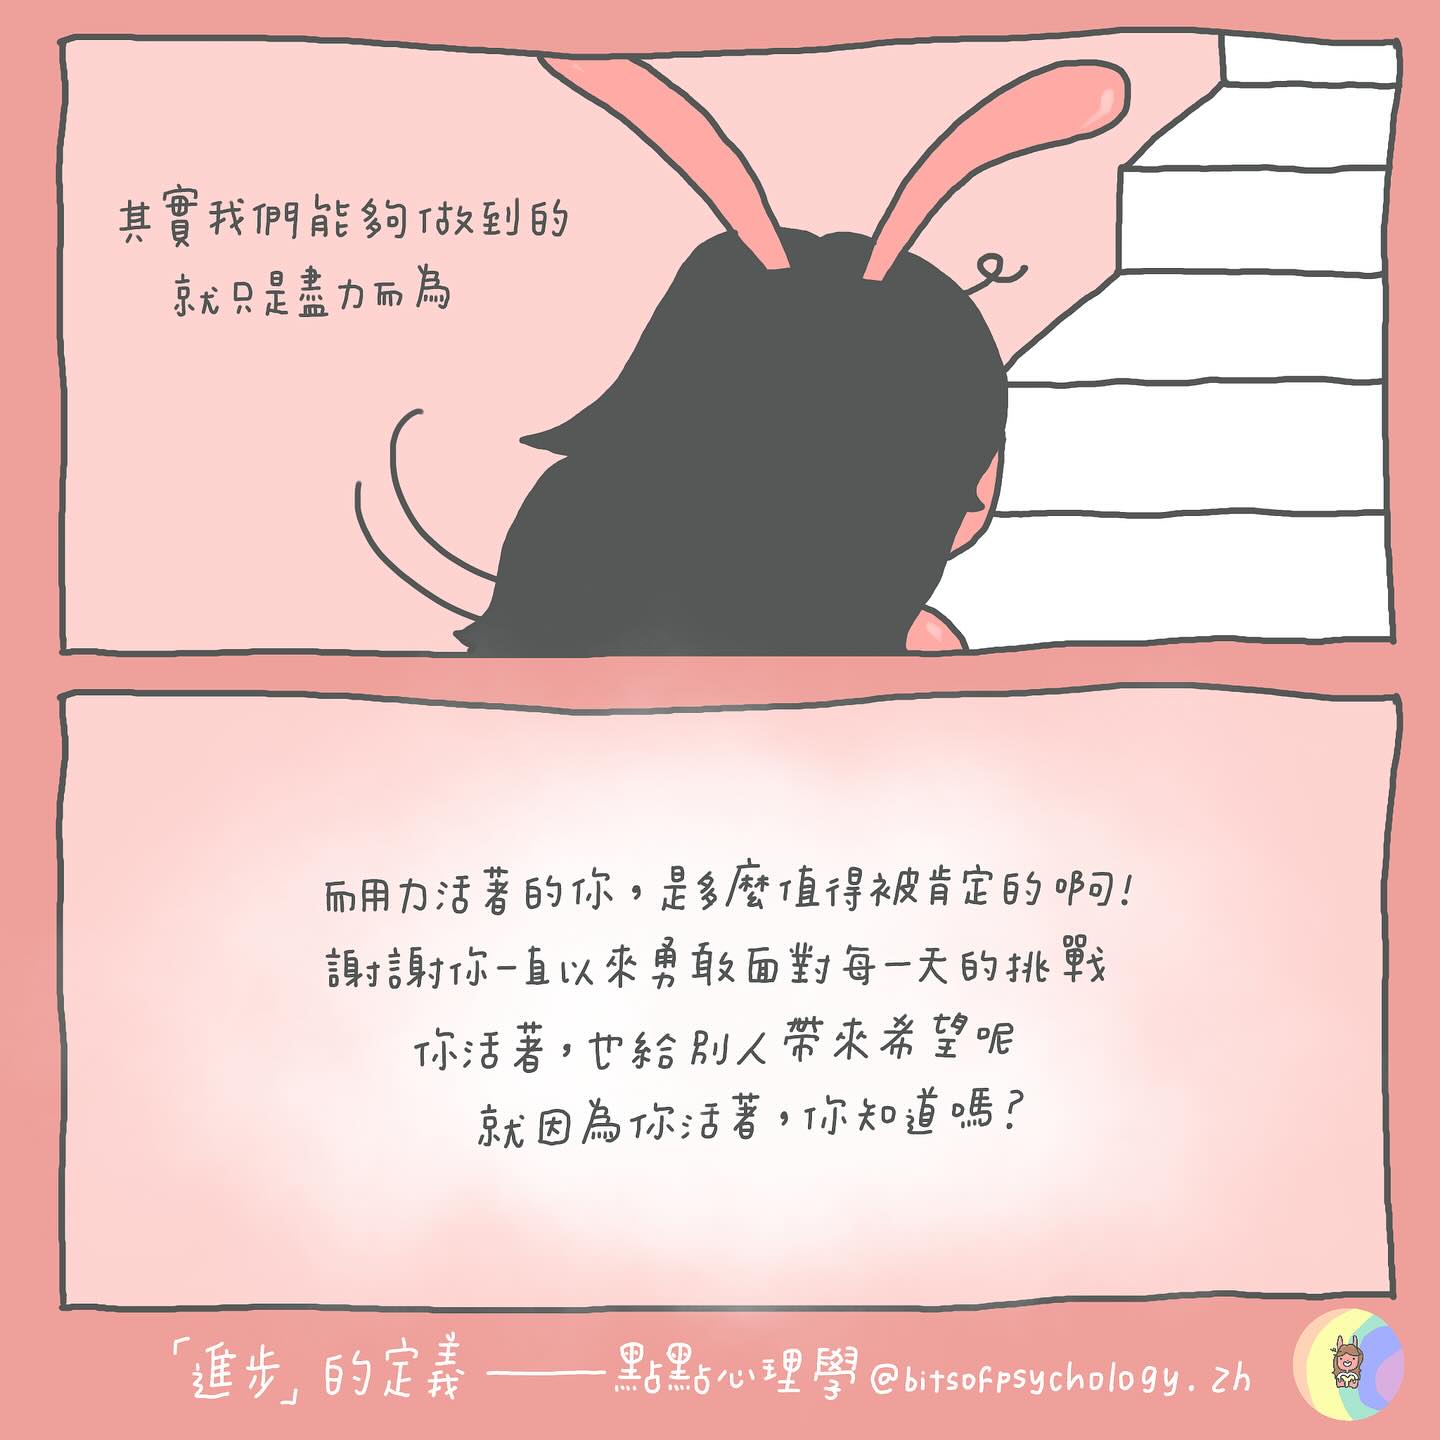 其實我們能夠做到的
就只是盡力而為
而用力活著的你，是多麼值得被肯定的啊!
謝謝你一直以來勇敢面對每一天的挑戰
你活著，也給別人帶來希望呢
就因為你活著，你知道嗎?
「進步」的定義——點點心理學@bitsofpsychology.zh